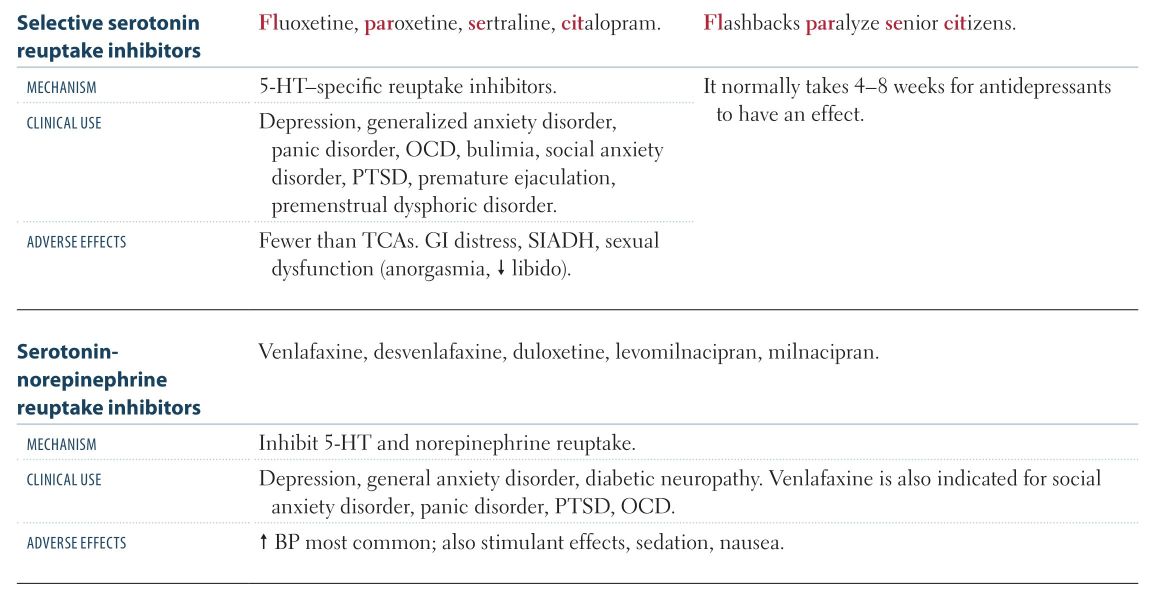 Selective serotonin
reuptake inhibitors
Fluoxetine, paroxetine, sertraline, citalopram.
Flashbacks paralyze senior citizens.
MECHANISM
5-HT–specific reuptake inhibitors.
It normally takes 4–8 weeks for antidepressants
to have an effect.
CLINICAL USE
Depression, generalized anxiety disorder,
panic disorder, OCD, bulimia, social anxiety
disorder, PTSD, premature ejaculation,
premenstrual dysphoric disorder.
ADVERSE EFFECTS
Fewer than TCAs. GI distress, SIADH, sexual
dysfunction (anorgasmia, ↓ libido).
Serotonin-
norepinephrine
reuptake inhibitors
Venlafaxine, desvenlafaxine, duloxetine, levomilnacipran, milnacipran.
MECHANISM
Inhibit 5-HT and norepinephrine reuptake.
CLINICAL USE
Depression, general anxiety disorder, diabetic neuropathy. Venlafaxine is also indicated for social
anxiety disorder, panic disorder, PTSD, OCD.
ADVERSE EFFECTS
↑ BP most common; also stimulant effects, sedation, nausea.